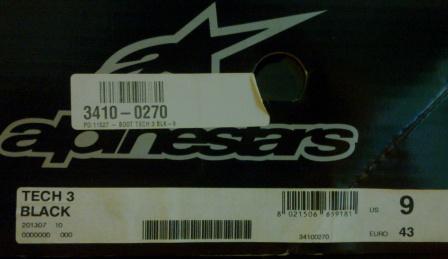 3410-0270
PO:11527 - BOOT TECH 3 BLK-9
alpinestars
TECH 3
BLACK
201307 10
0000000 000
8 021506 659181
34100270
US 9
EURO 43